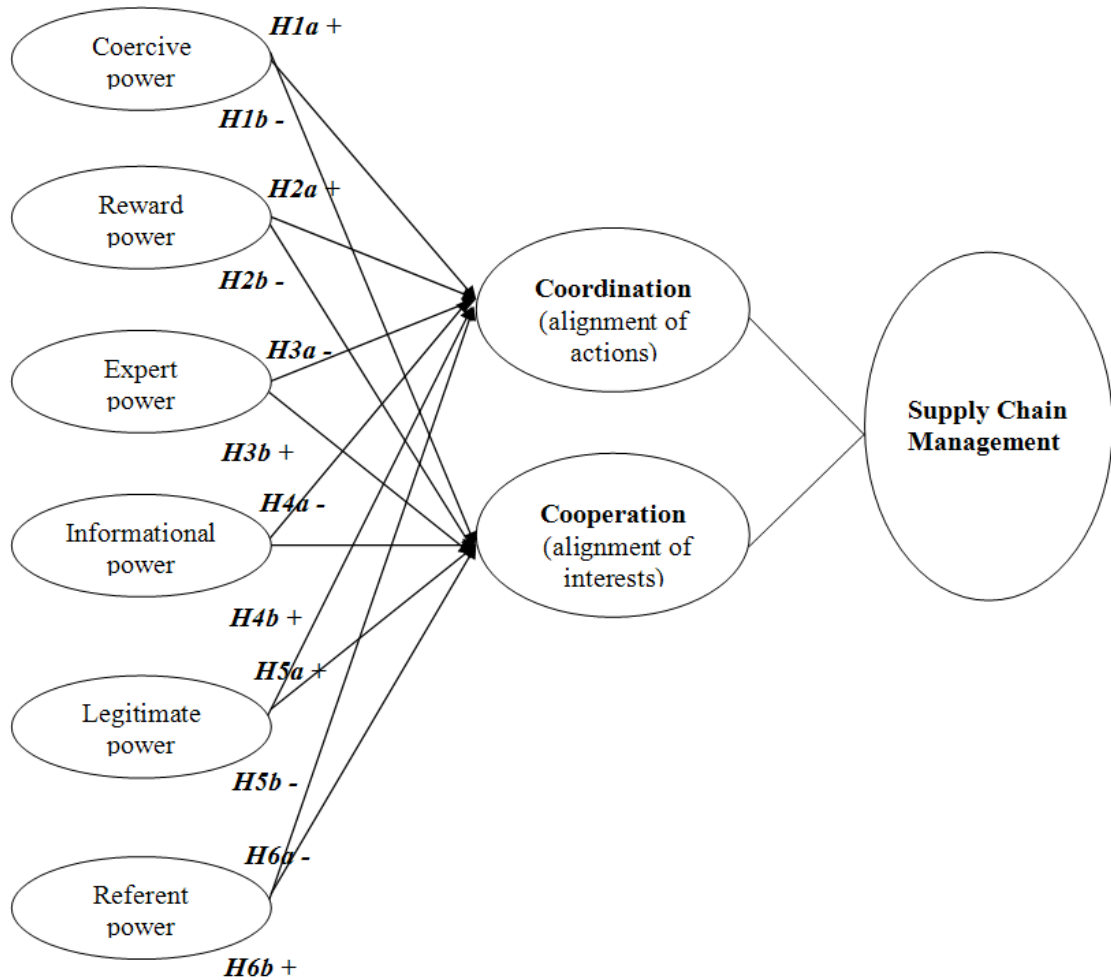 H1a +
Coercive
power
H1b -
Reward
power
H2a +
H2b -
Coordination
(alignment of
actions)
Expert
power
H3a -
Supply Chain
Management
H3b +
H4a -
Informational
power
Cooperation
(alignment of
interests)
H4b +
H5a +
Legitimate
power
H5b -
H6a -
Referent
power
H6b +